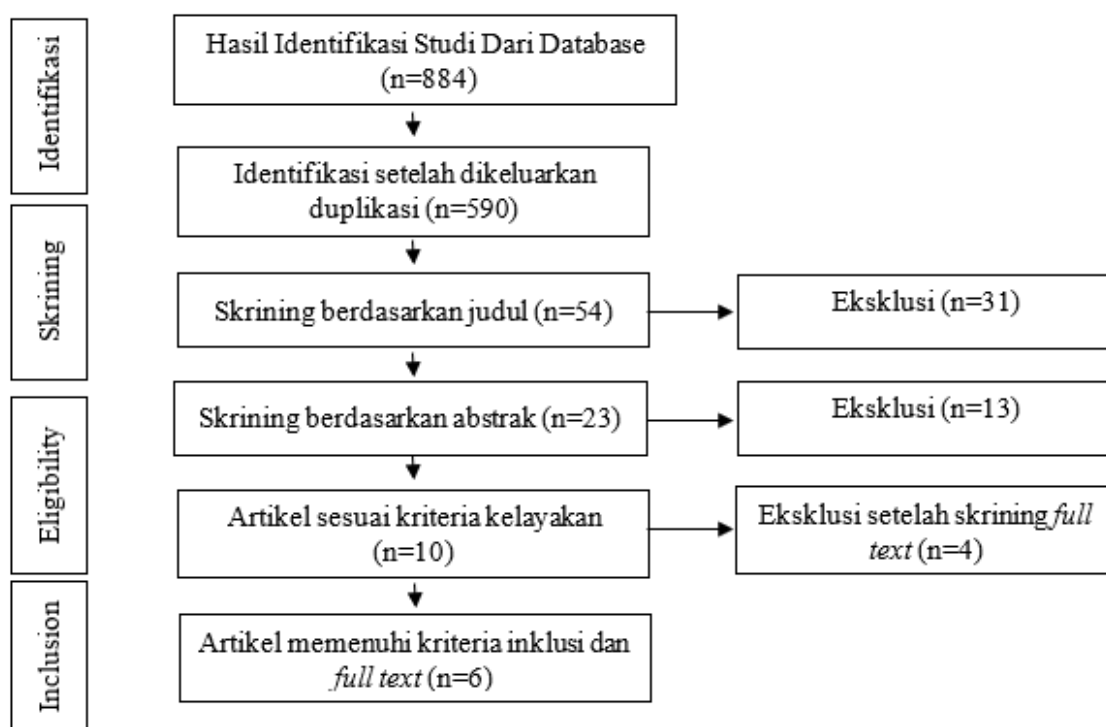 Identifikasi
Hasil Identifikasi Studi Dari Database
(n=884)
Identifikasi setelah dikeluarkan
duplikasi (n=590)
Skrining
Skrining berdasarkan judul (n=54)
Eksklusi (n=31)
Eligibility
Skrining berdasarkan abstrak (n=23)
Eksklusi (n=13)
Artikel sesuai kriteria kelayakan
(n=10)
Eksklusi setelah skrining full
text (n=4)
Inclusion
Artikel memenuhi kriteria inklusi dan
full text (n=6)